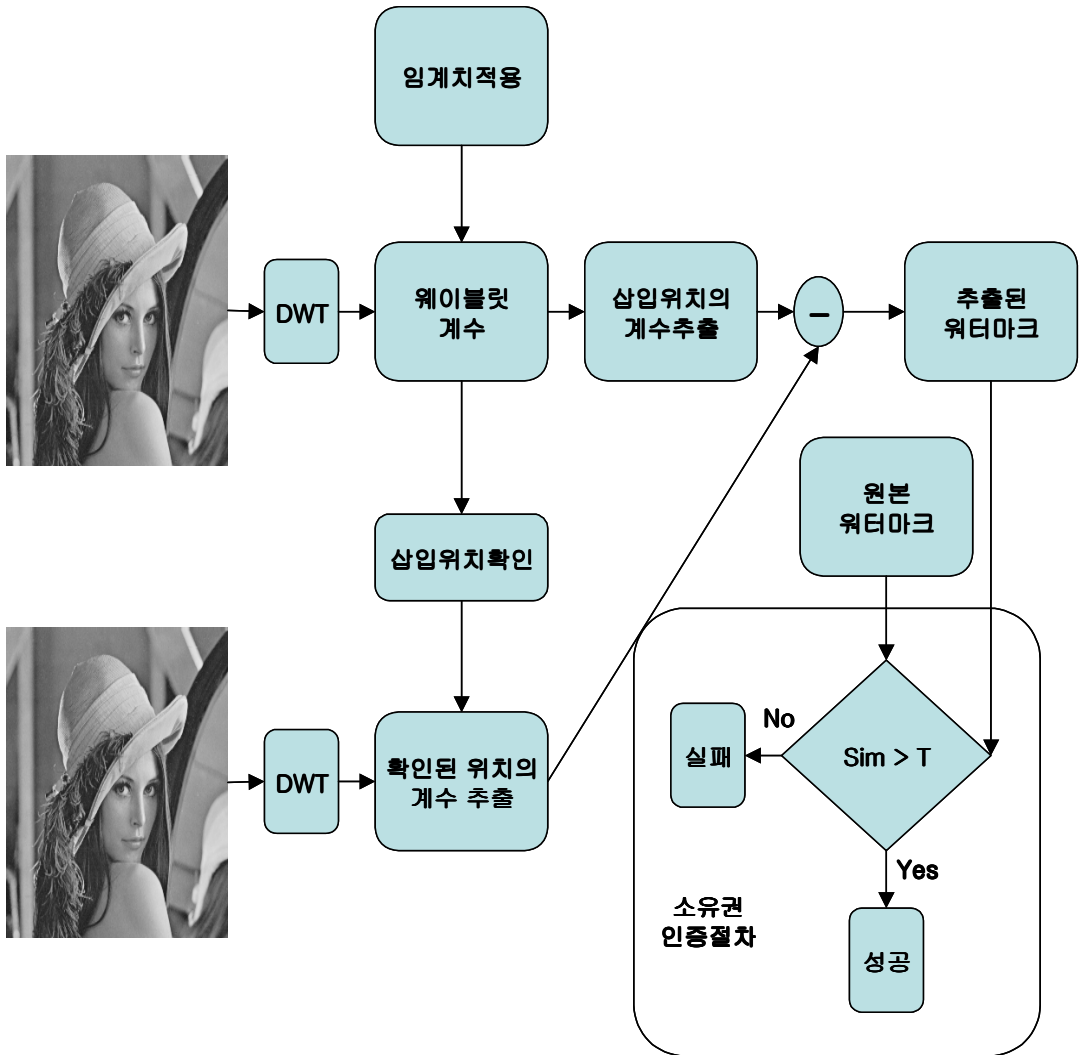 임계치적용
DWT
웨이블릿
계수
삽입위치의
계수추출
–
추출된
워터마크
원본
워터마크
삽입위치확인
DWT
확인된 위치의
계수 추출
실패
No
Sim > T
Yes
소유권
인증절차
성공